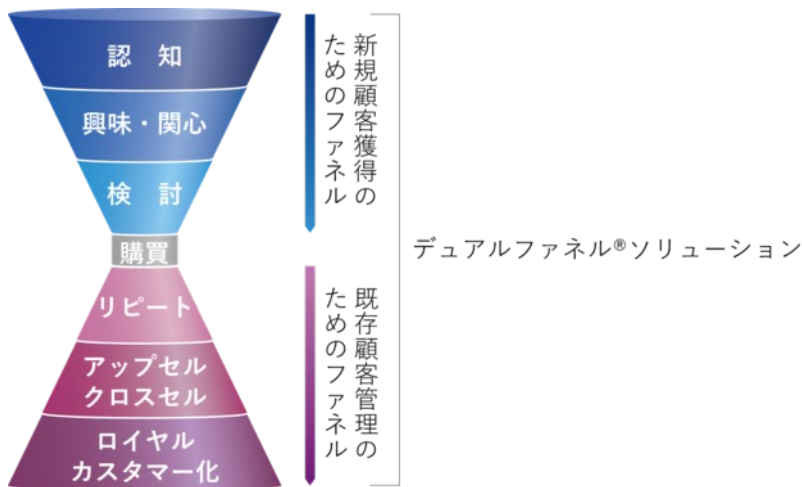 認 知
興味・関心
検 討
購買
リピート
アップセル
クロスセル
ロイヤル
カスタマー化
新規顧客獲得の
ためのファネル
既存顧客管理の
ためのファネル
デュアルファネル®ソリューション